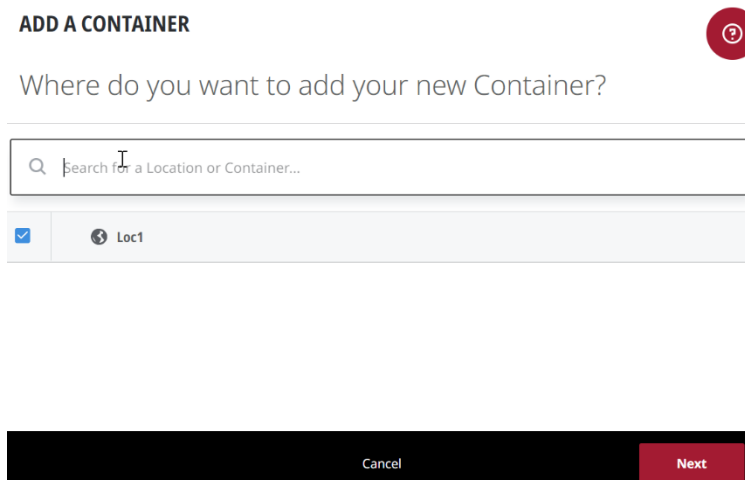 ADD A CONTAINER
Where do you want to add your new Container?
Search for a Location or Container...
Loc1
Cancel
Next